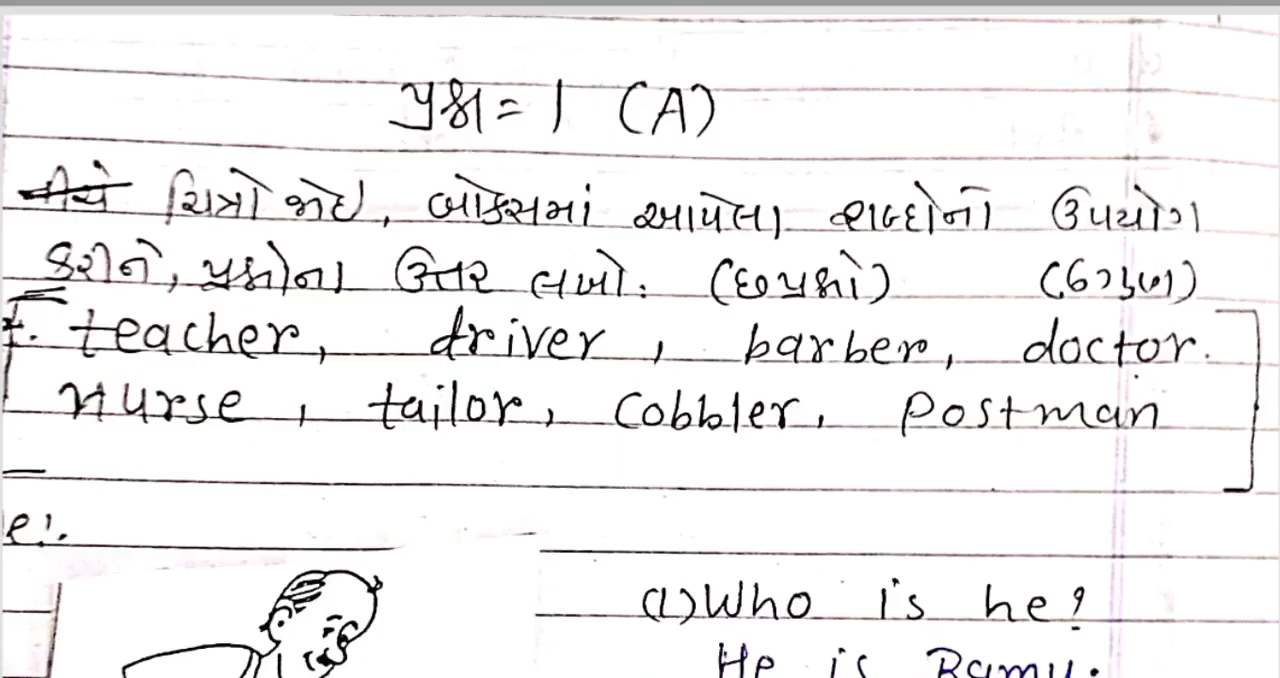 પ્રશ્ન = 1 (A)
ચિત્રો જોઈ, બોક્સમાં આપેલા શબ્દોનો ઉપયોગ
કરીને, પ્રશ્નોના ઉત્તર લખો. (છ પ્રશ્નો) (૬ ગુણ)
teacher, driver, barber, doctor.
nurse, tailor, cobbler, postman
(1) Who is he?
He is Ramu.